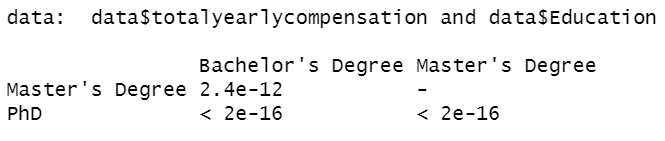 data:  data$totalyearlycompensation and data$Education
Bachelor's Degree Master's Degree
Master's Degree 2.4e-12 -
PhD < 2e-16 < 2e-16